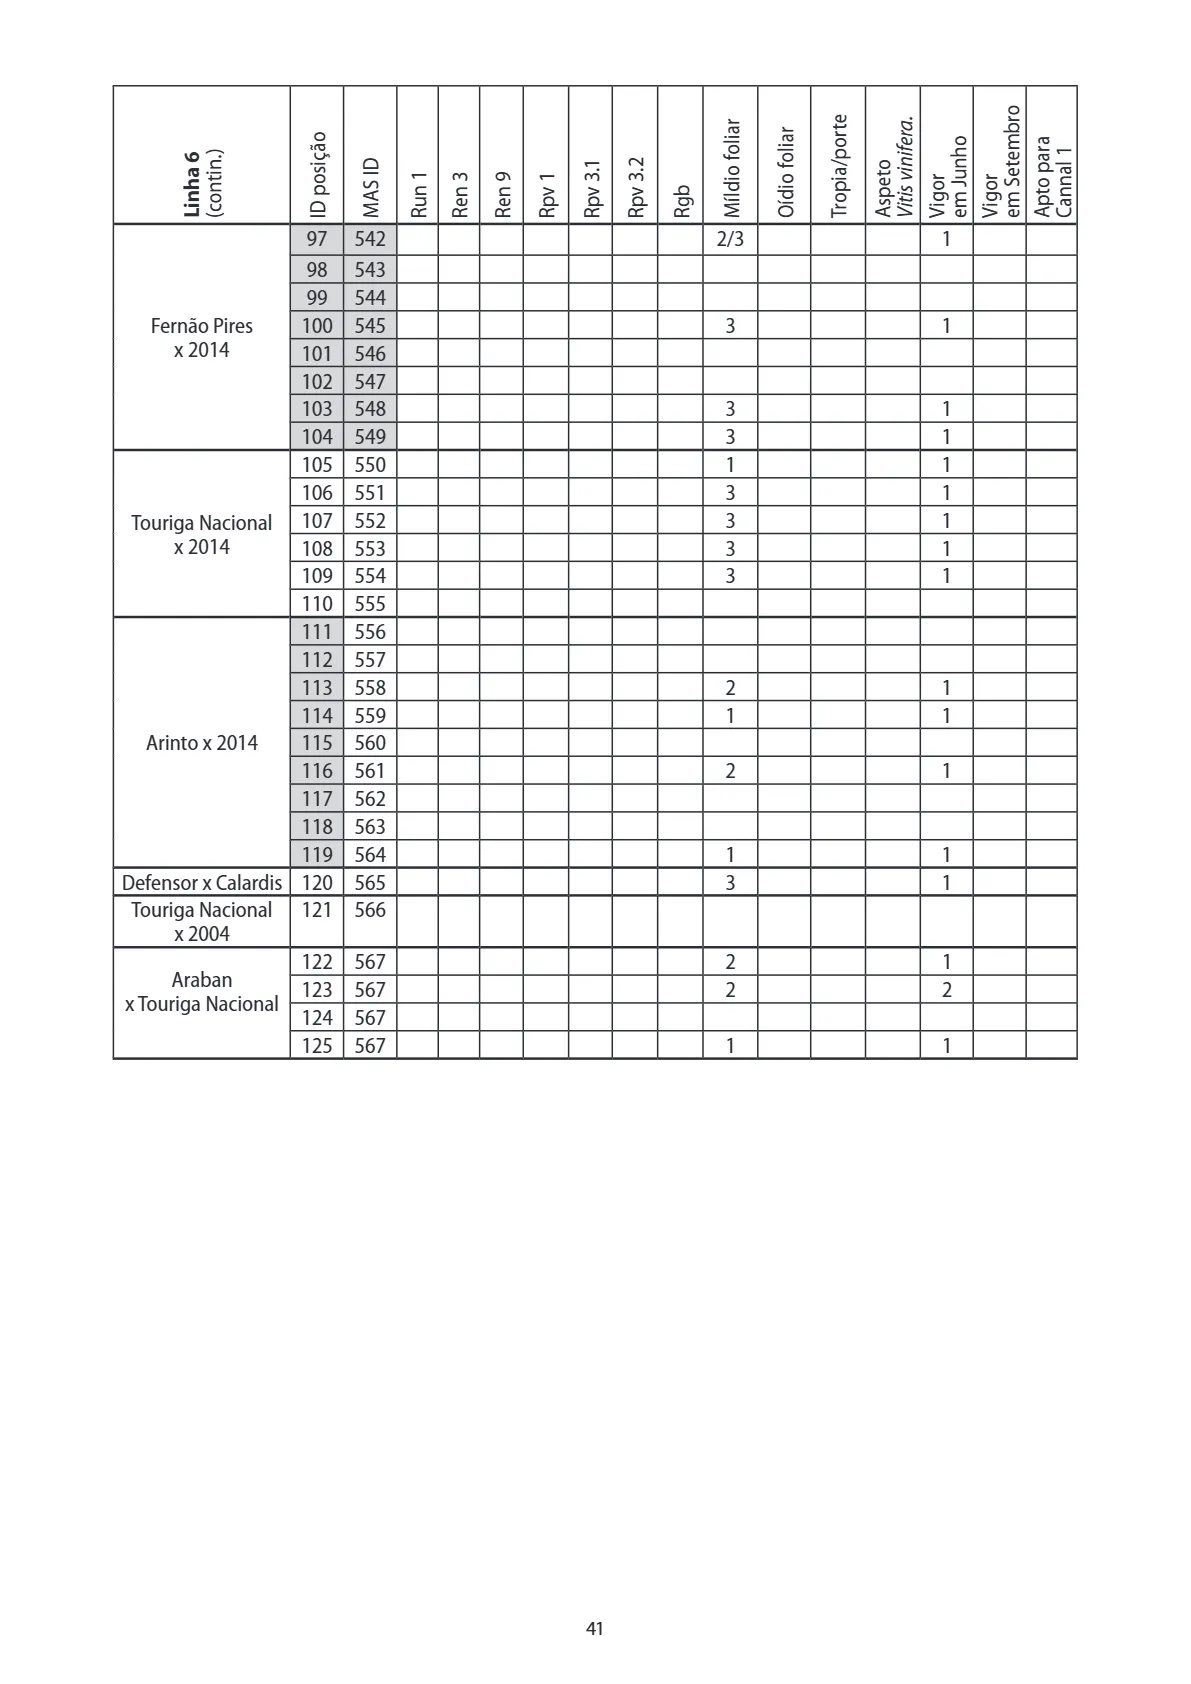 Linha 6
(contin.)
ID posição
MAS ID
Run 1
Ren 3
Ren 9
Rpv 1
Rpv 3.1
Rpv 3.2
Rgb
Míldio foliar
Oídio foliar
Tropia/porte
Aspeto
Vitis vinifera.
Vigor
em Junho
Vigor
em Setembro
Apto para
Cannal 1
Fernão Pires
x 2014
97 542 2/3 1
98 543
99 544
100 545 3 1
101 546
102 547
103 548 3 1
104 549 3 1
Touriga Nacional
x 2014
105 550 1 1
106 551 3 1
107 552 3 1
108 553 3 1
109 554 3 1
110 555
Arinto x 2014
111 556
112 557
113 558 2 1
114 559 1 1
115 560
116 561 2 1
117 562
118 563
119 564 1 1
Defensor x Calardis 120 565 3 1
Touriga Nacional 121 566
x 2004
Araban
x Touriga Nacional
122 567 2 1
123 567 2 2
124 567
125 567 1 1
41